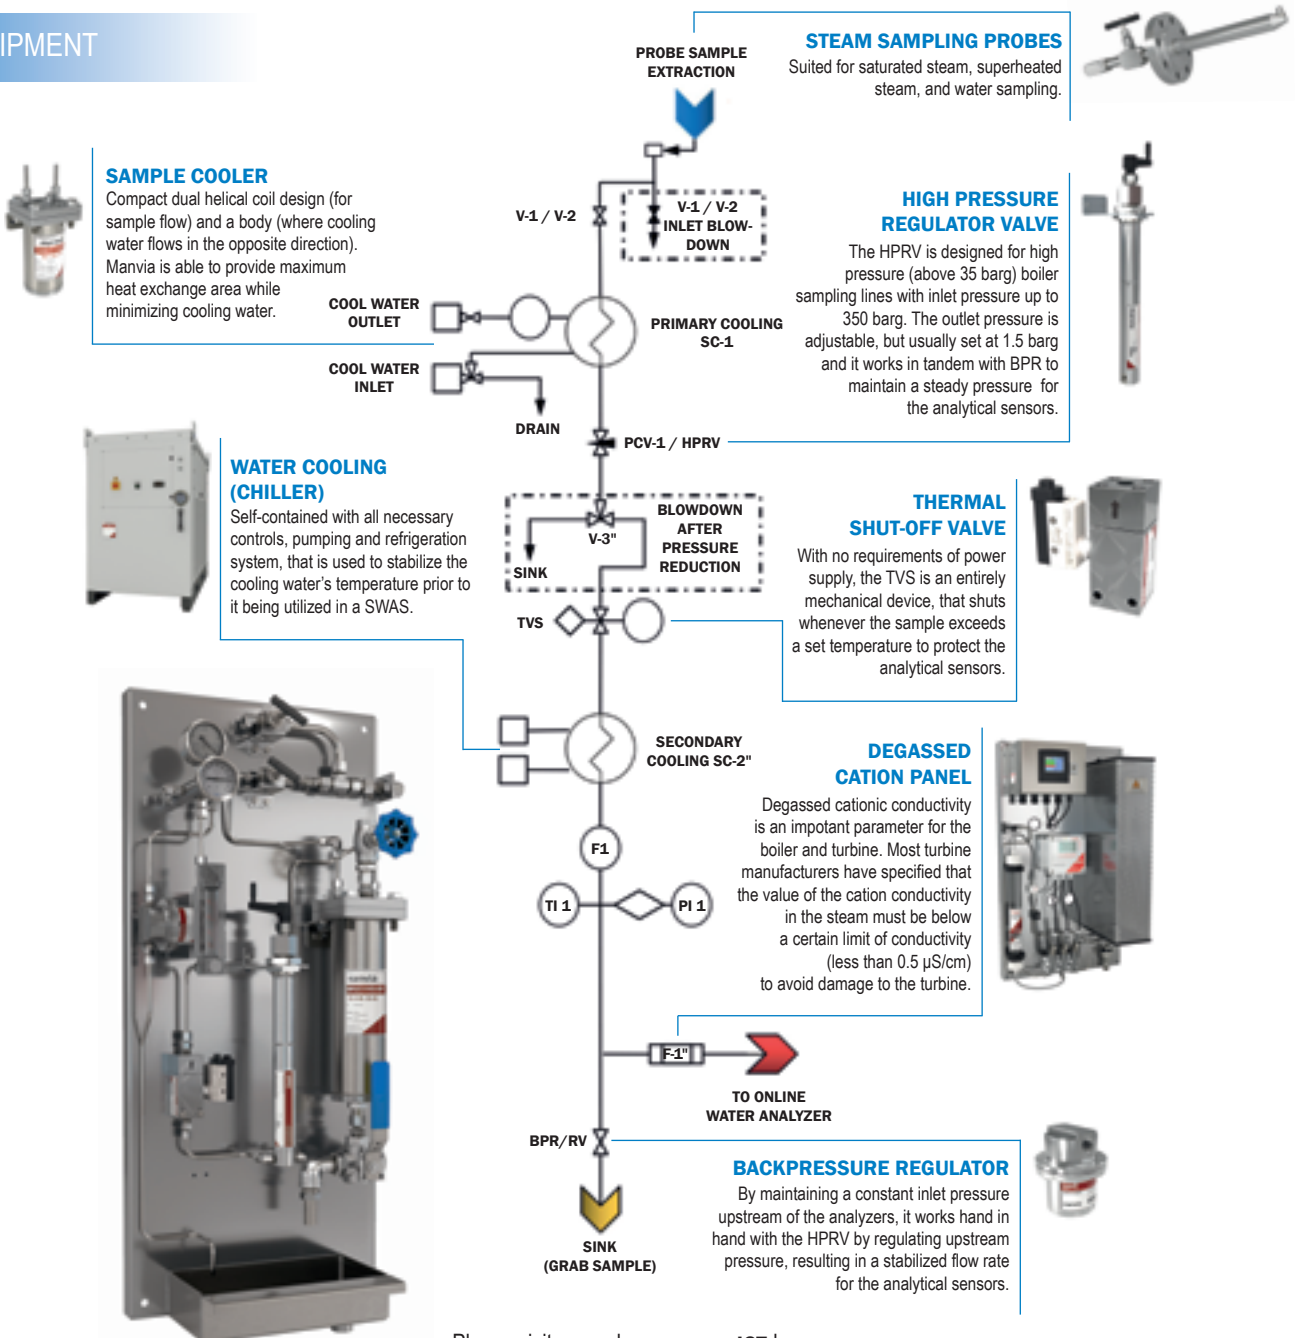 IPMENT
PROBE SAMPLE
EXTRACTION
STEAM SAMPLING PROBES
Suited for saturated steam, superheated
steam, and water sampling.
SAMPLE COOLER
Compact dual helical coil design (for
sample flow) and a body (where cooling
water flows in the opposite direction).
Manvia is able to provide maximum
heat exchange area while
minimizing cooling water.
V-1 / V-2
V-1 / V-2
INLET BLOW-
DOWN
HIGH PRESSURE
REGULATOR VALVE
The HPRV is designed for high
pressure (above 35 barg) boiler
sampling lines with inlet pressure up to
350 barg. The outlet pressure is
adjustable, but usually set at 1.5 barg
and it works in tandem with BPR to
maintain a steady pressure for
the analytical sensors.
COOL WATER
OUTLET
PRIMARY COOLING
SC-1
COOL WATER
INLET
DRAIN
PCV-1 / HPRV
WATER COOLING
(CHILLER)
Self-contained with all necessary
controls, pumping and refrigeration
system, that is used to stabilize the
cooling water's temperature prior to
it being utilized in a SWAS.
BLOWDOWN
AFTER
PRESSURE
REDUCTION
V-3"
SINK
THERMAL
SHUT-OFF VALVE
With no requirements of power
supply, the TVS is an entirely
mechanical device, that shuts
whenever the sample exceeds
a set temperature to protect the
analytical sensors.
TVS
SECONDARY
COOLING SC-2"
DEGASSED
CATION PANEL
Degassed cationic conductivity
is an impotant parameter for the
boiler and turbine. Most turbine
manufacturers have specified that
the value of the cation conductivity
in the steam must be below
a certain limit of conductivity
(less than 0.5 µS/cm)
to avoid damage to the turbine.
F1
TI 1
PI 1
F-1"
TO ONLINE
WATER ANALYZER
BPR/RV
BACKPRESSURE REGULATOR
By maintaining a constant inlet pressure
upstream of the analyzers, it works hand in
hand with the HPRV by regulating upstream
pressure, resulting in a stabilized flow rate
for the analytical sensors.
SINK
(GRAB SAMPLE)